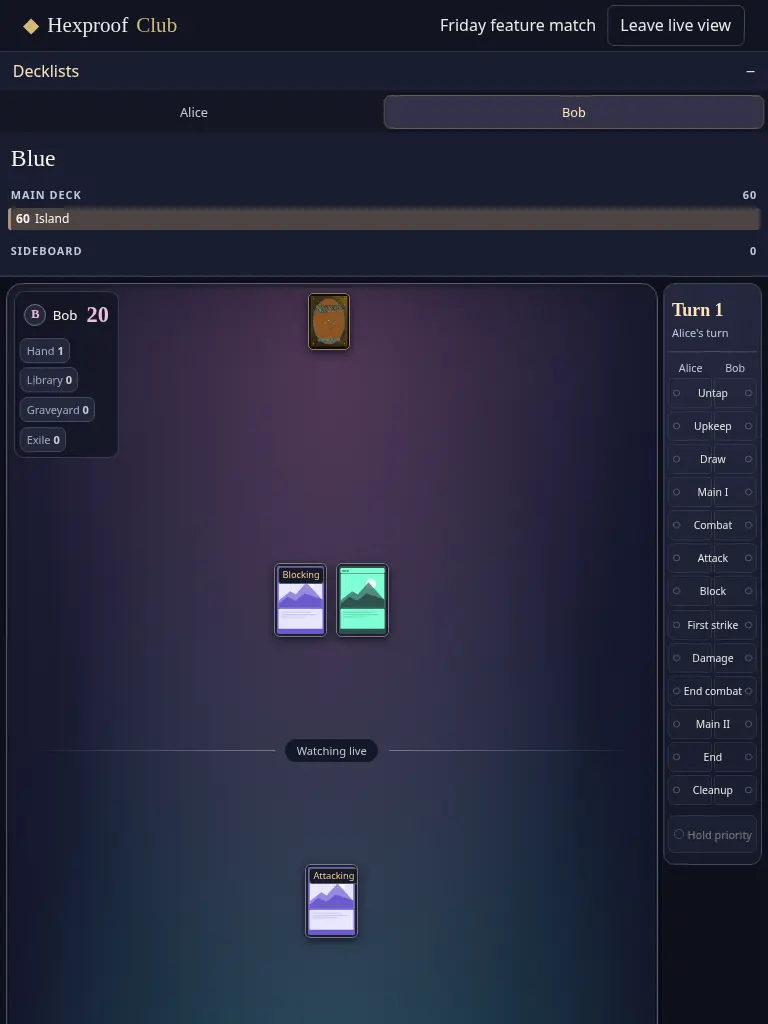 Hexproof Club
Friday feature match
Leave live view
Decklists
−
Alice
Bob
Blue
MAIN DECK
60
60 Island
SIDEBOARD
0
B
Bob
20
Hand 1
Library 0
Graveyard 0
Exile 0
Blocking
Watching live
Attacking
Turn 1
Alice's turn
Alice
Bob
Untap
Upkeep
Draw
Main I
Combat
Attack
Block
First strike
Damage
End combat
Main II
End
Cleanup
Hold priority